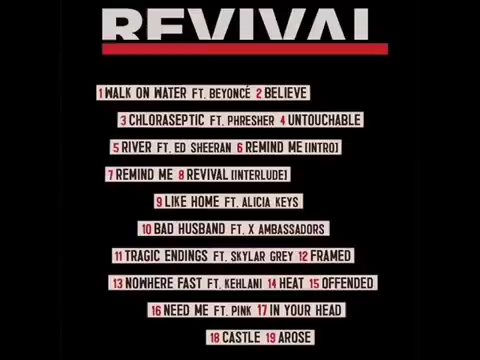 REVIVAL
1 WALK ON WATER FT. BEYONCÉ 2 BELIEVE
3 CHLORASEPTIC FT. PHRESHER 4 UNTOUCHABLE
5 RIVER FT. ED SHEERAN 6 REMIND ME [INTRO]
7 REMIND ME 8 REVIVAL [INTERLUDE]
9 LIKE HOME FT. ALICIA KEYS
10 BAD HUSBAND FT. X AMBASSADORS
11 TRAGIC ENDINGS FT. SKYLAR GREY 12 FRAMED
13 NOWHERE FAST FT. KEHLANI 14 HEAT 15 OFFENDED
16 NEED ME FT. PINK 17 IN YOUR HEAD
18 CASTLE 19 AROSE